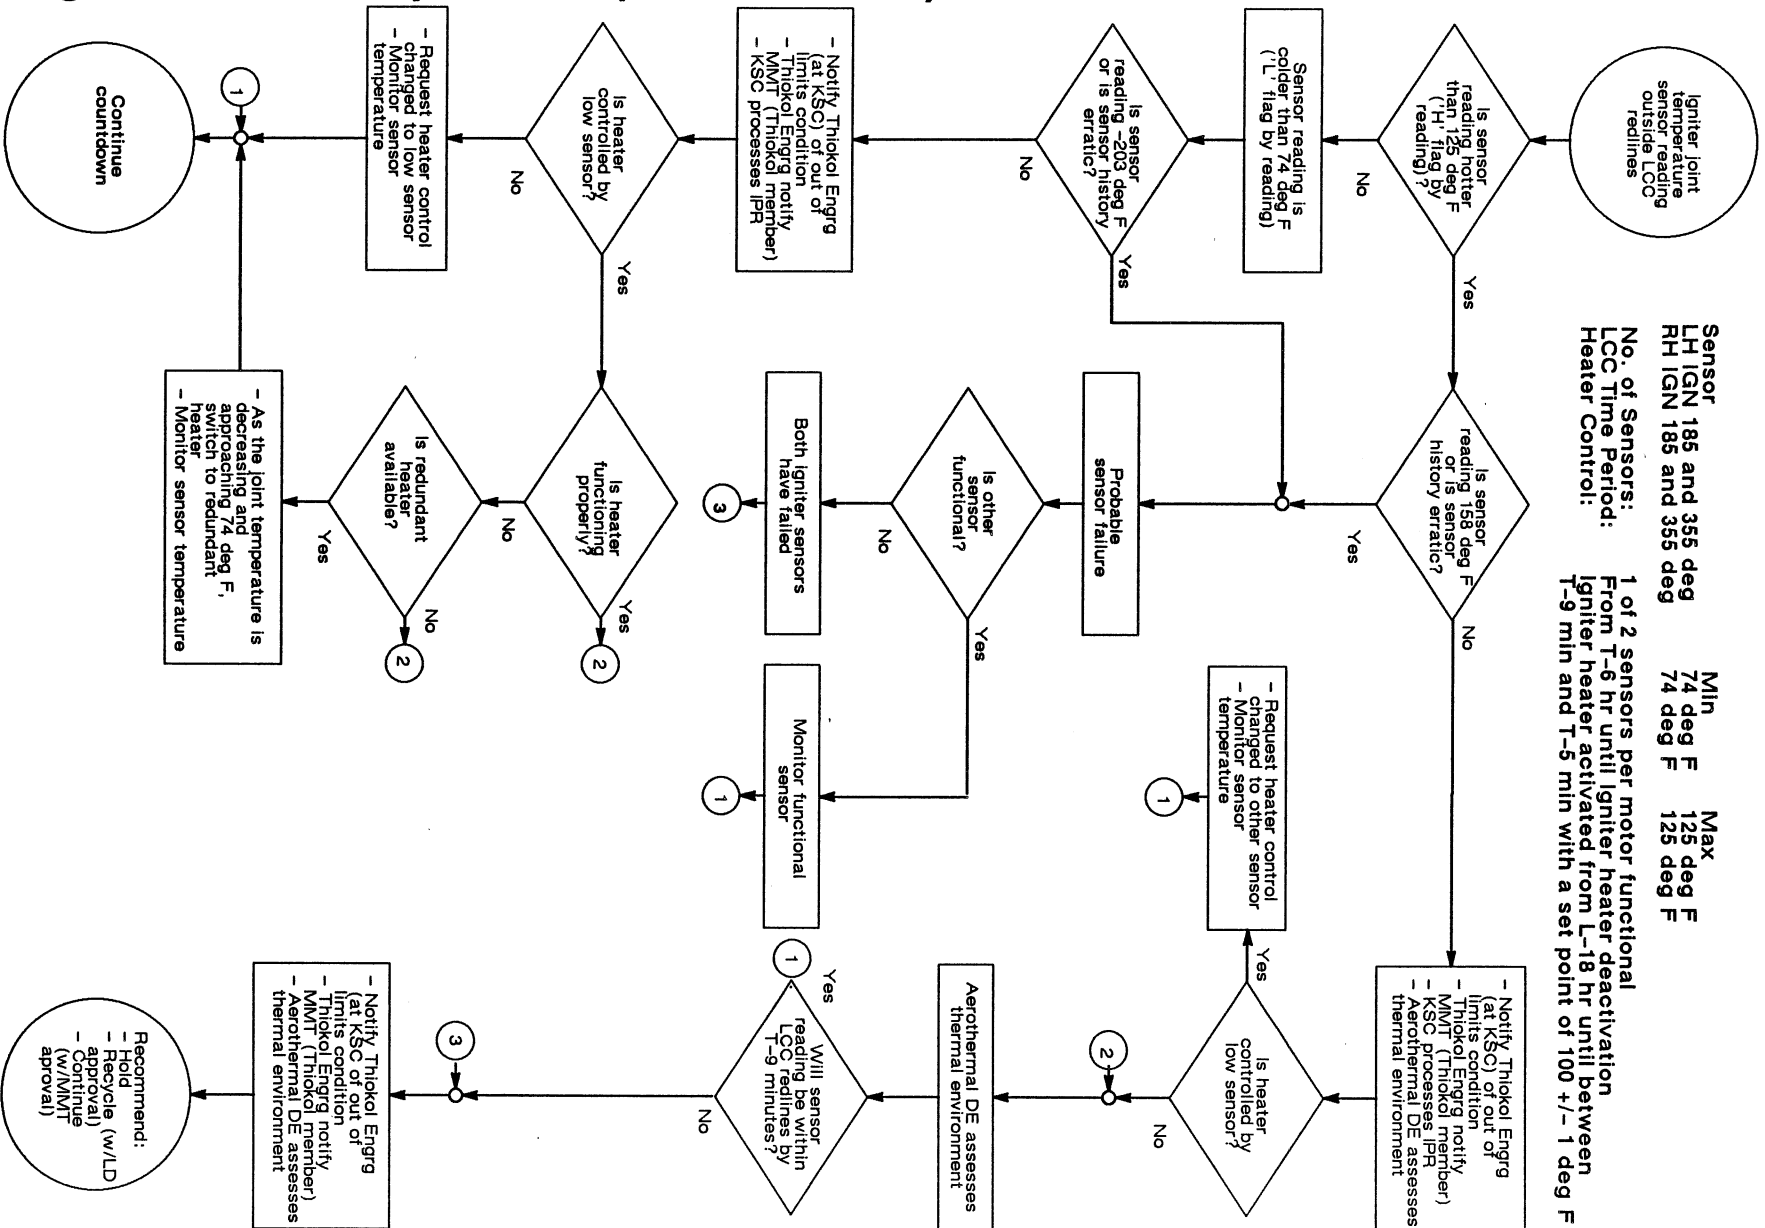 Sensor Min Max
LH IGN 185 and 355 deg 74 deg F 125 deg F
RH IGN 185 and 355 deg 74 deg F 125 deg F
No. of Sensors: 1 of 2 sensors per motor functional
LCC Time Period: From T-6 hr until Igniter heater deactivation
Heater Control: Igniter heater activated from L-18 hr until between
T-9 min and T-5 min with a set point of 100 +/- 1 deg F
Igniter joint
temperature
sensor reading
outside LCC
redlines
Is sensor
reading hotter
than 125 deg F
('H' flag by
reading)?
Yes
No
Is sensor
reading 158 deg F
or is sensor
history erratic?
No
Yes
- Notify Thiokol Engrg
(at KSC) of out of
limits condition
- Thiokol Engrg notify
MMT (Thiokol member)
- KSC processes IPR
- Aerothermal DE assesses
thermal environment
Sensor reading is
colder than 74 deg F
('L' flag by reading)
- Request heater control
changed to other sensor
- Monitor sensor
temperature
1
Yes
Is heater
controlled by
low sensor?
No
Is sensor
reading -203 deg F
or is sensor history
erratic?
Yes
No
Probable
sensor failure
2
Aerothermal DE assesses
thermal environment
Is other
sensor
functional?
Yes
No
- Notify Thiokol Engrg
(at KSC) of out of
limits condition
- Thiokol Engrg notify
MMT (Thiokol member)
- KSC processes IPR
Both igniter sensors
have failed
3
Monitor functional
sensor
1
1
Yes
Will sensor
reading be within
LCC redlines by
T-9 minutes?
No
Is heater
controlled by
low sensor?
Yes
No
Is heater
functioning
properly?
Yes
2
No
- Request heater control
changed to low sensor
- Monitor sensor
temperature
Is redundant
heater
available?
No
2
Yes
3
- Notify Thiokol Engrg
(at KSC) of out of
limits condition
- Thiokol Engrg notify
MMT (Thiokol member)
- Aerothermal DE assesses
thermal environment
1
- As the joint temperature is
decreasing and
approaching 74 deg F,
switch to redundant
heater
- Monitor sensor temperature
Continue
countdown
Recommend:
- Hold
- Recycle (w/LD
approval)
- Continue
(w/MMT
aproval)